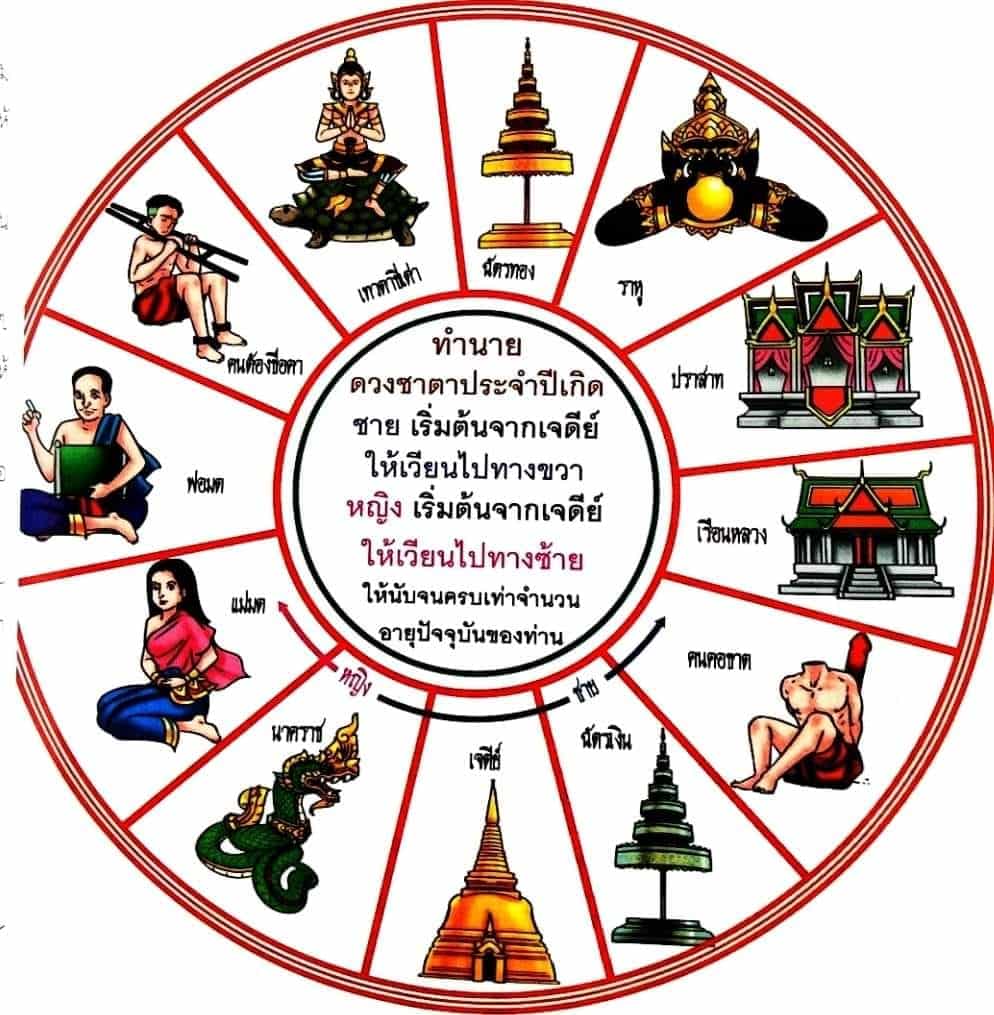 ทำนาย
ดวงชาตาประจำปีเกิด
ชาย เริ่มต้นจากเจดีย์
ให้เวียนไปทางขวา
หญิง เริ่มต้นจากเจดีย์
ให้เวียนไปทางซ้าย
ให้นับจนครบเท่าจำนวน
อายุปัจจุบันของท่าน
ฉัตรทอง
ราหู
ปราสาท
เรือนหลวง
คนคอขาด
ฉัตรเงิน
เจดีย์
นาคราช
แม่มด
พ่อมด
คนต้องขื่อคา
เทวดาขี่เต่า
หญิง
ชาย